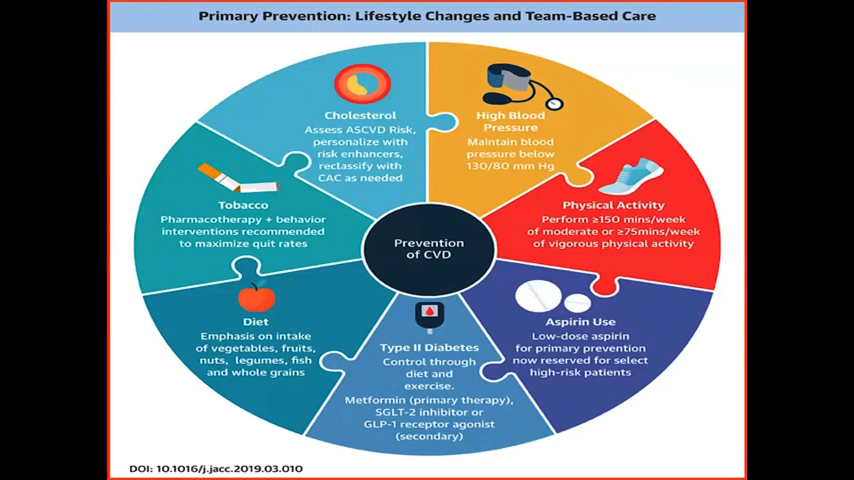 Primary Prevention: Lifestyle Changes and Team-Based Care
Cholesterol
Assess ASCVD Risk,
personalize with
risk enhancers,
reclassify with
CAC as needed
High Blood
Pressure
Maintain blood
pressure below
130/80 mm Hg
Tobacco
Pharmacotherapy + behavior
interventions recommended
to maximize quit rates
Physical Activity
Perform ≥150 mins/week
of moderate or ≥75mins/week
of vigorous physical activity
Prevention
of CVD
Diet
Emphasis on intake
of vegetables, fruits,
nuts, legumes, fish
and whole grains
Type II Diabetes
Control through
diet and
exercise.
Metformin (primary therapy),
SGLT-2 inhibitor or
GLP-1 receptor agonist
(secondary)
Aspirin Use
Low-dose aspirin
for primary prevention
now reserved for select
high-risk patients
DOI: 10.1016/j.jacc.2019.03.010